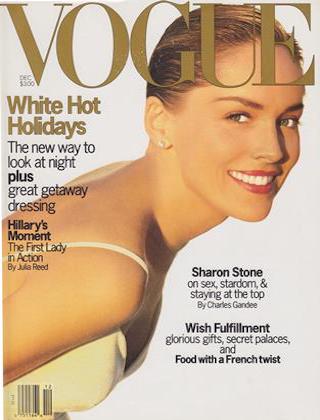 VOGUE
DEC
$3.00
White Hot
Holidays
The new way to
look at night
plus
great getaway
dressing
Hillary's
Moment
The First Lady
in Action
By Julia Reed
Sharon Stone
on sex, stardom, &
staying at the top
By Charles Gandee
Wish Fulfillment
glorious gifts, secret palaces,
and
Food with a French twist
12